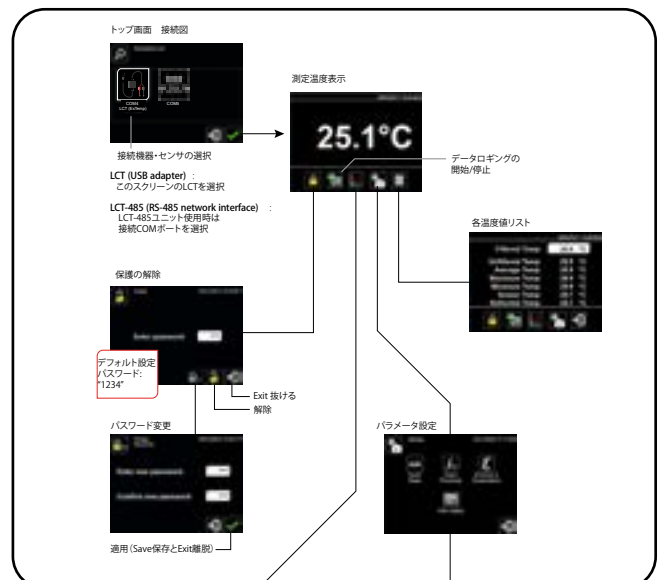 トップ画面　接続図
COM4
LCT (ExTemp)
COM5
接続機器・センサの選択
LCT (USB adapter) :
このスクリーンのLCTを選択
LCT-485 (RS-485 network interface) :
LCT-485ユニット使用時は
接続COMポートを選択
測定温度表示
25.1°C
データロギングの
開始/停止
各温度値リスト
保護の解除
Enter password
デフォルト設定
パスワード:
"1234"
Exit 抜ける
解除
パスワード変更
Enter new password
Confirm new password
適用（Save保存とExit離脱）
パラメータ設定